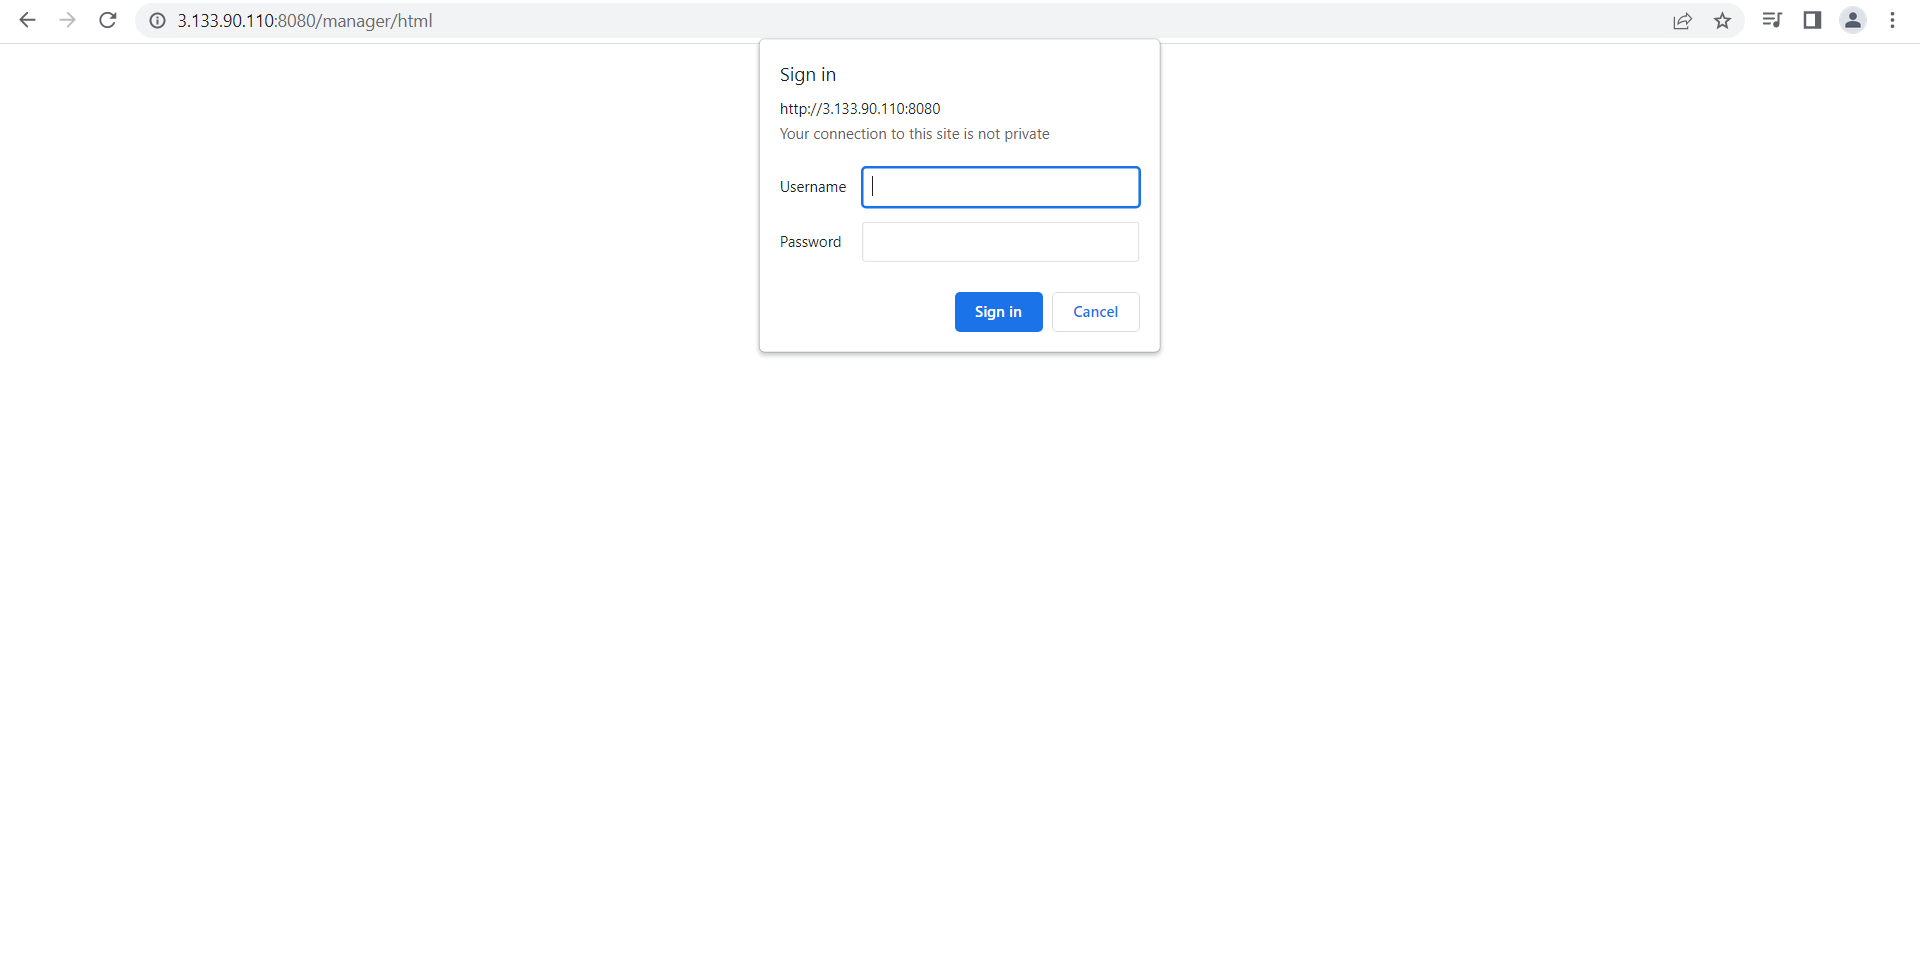 3.133.90.110:8080/manager/html
Sign in
http://3.133.90.110:8080
Your connection to this site is not private
Username
Password
Sign in Cancel